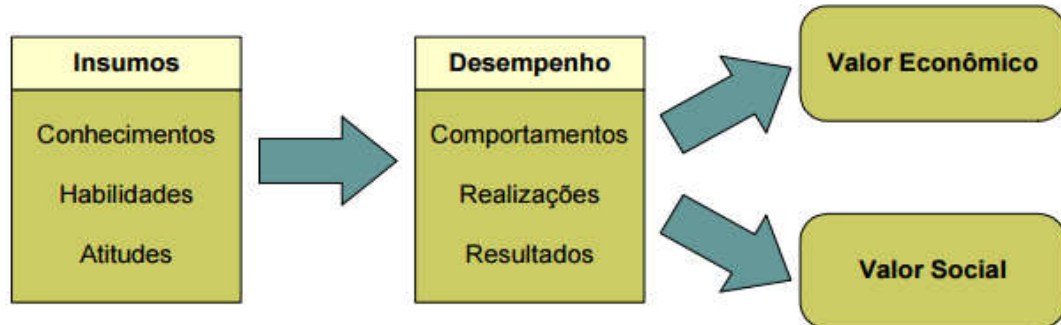 Insumos
Conhecimentos
Habilidades
Atitudes
Desempenho
Comportamentos
Realizações
Resultados
Valor Econômico
Valor Social